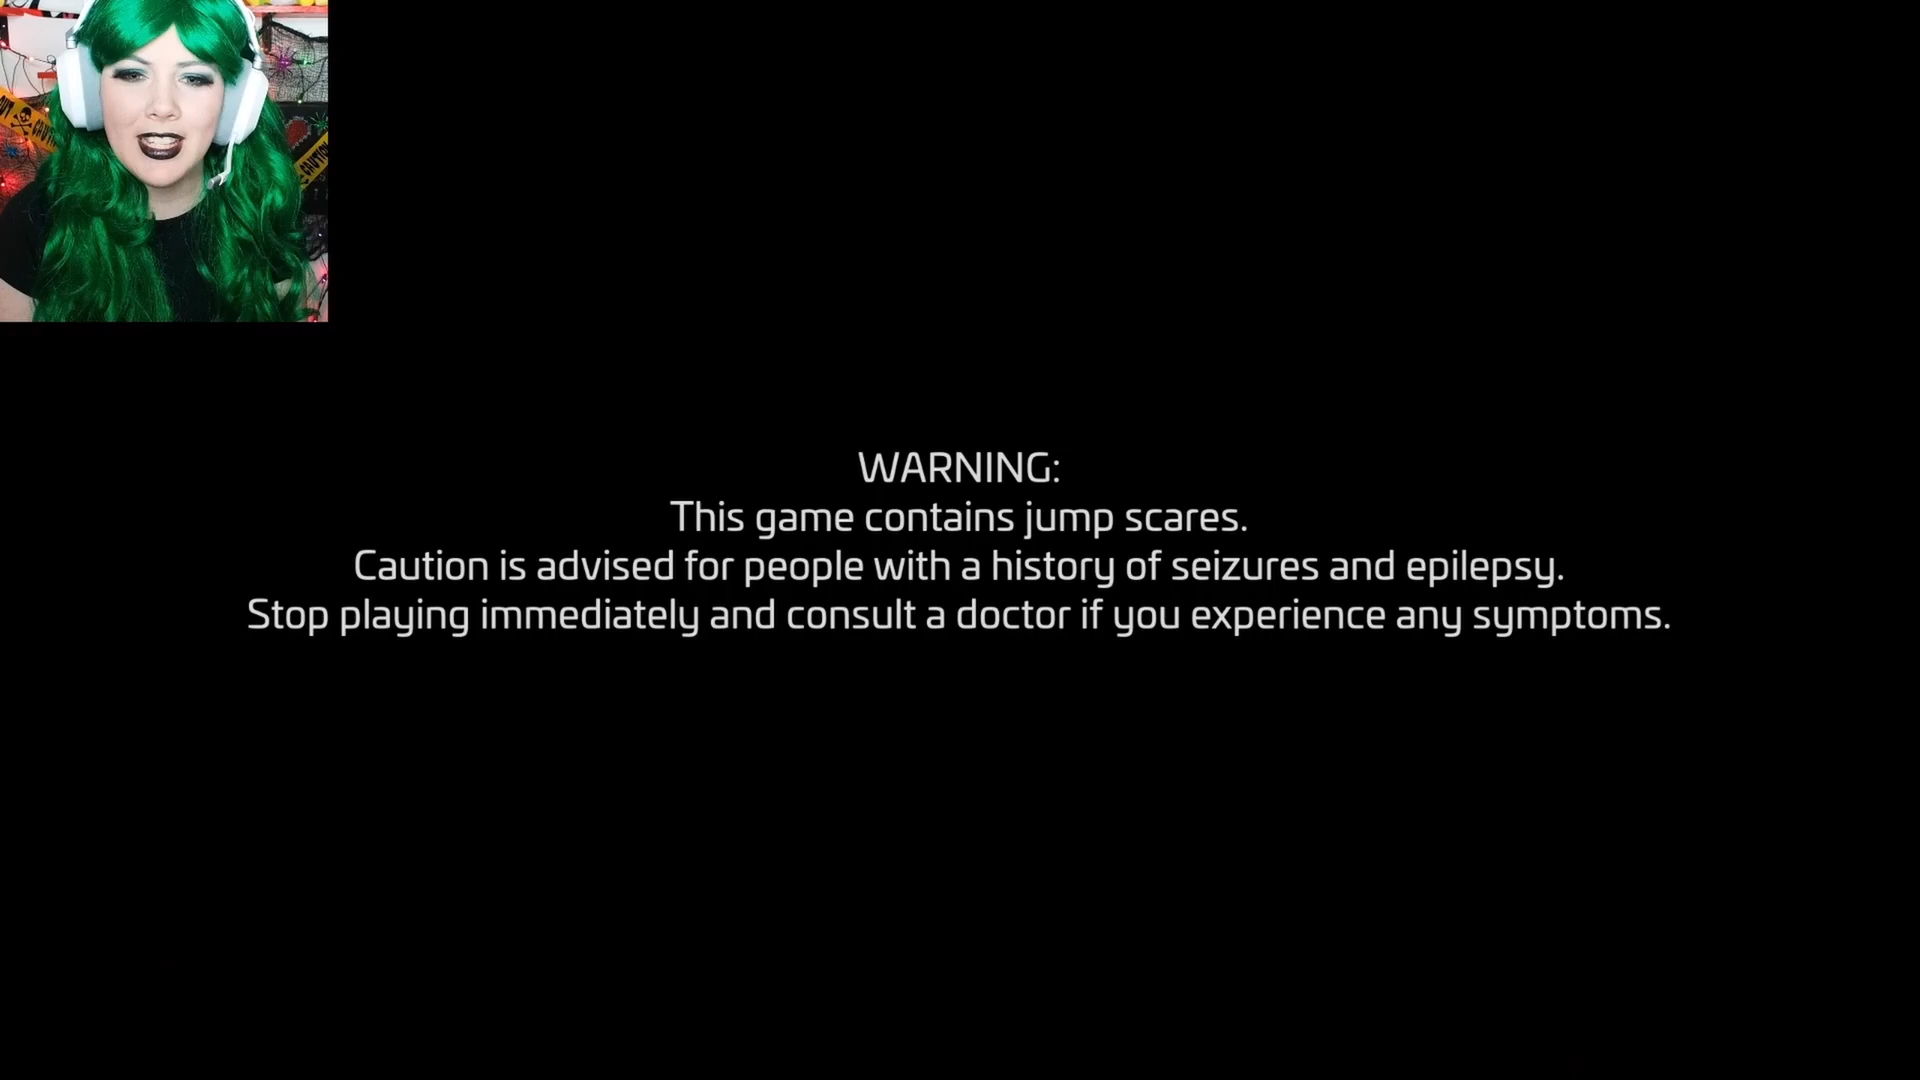 WARNING:
This game contains jump scares.
Caution is advised for people with a history of seizures and epilepsy.
Stop playing immediately and consult a doctor if you experience any symptoms.
CAUTION